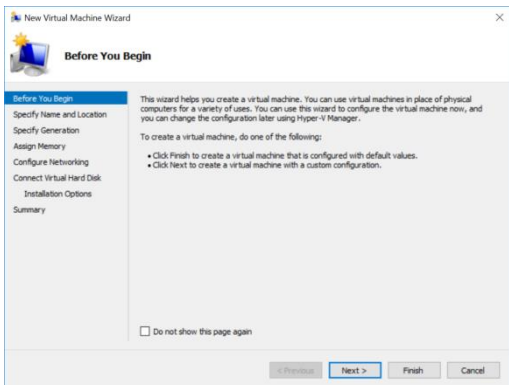 New Virtual Machine Wizard
Before You Begin
Before You Begin
Specify Name and Location
Specify Generation
Assign Memory
Configure Networking
Connect Virtual Hard Disk
Installation Options
Summary
This wizard helps you create a virtual machine. You can use virtual machines in place of physical
computers for a variety of uses. You can use this wizard to configure the virtual machine now, and
you can change the configuration later using Hyper-V Manager.
To create a virtual machine, do one of the following:
• Click Finish to create a virtual machine that is configured with default values.
• Click Next to create a virtual machine with a custom configuration.
Do not show this page again
< Previous
Next >
Finish
Cancel